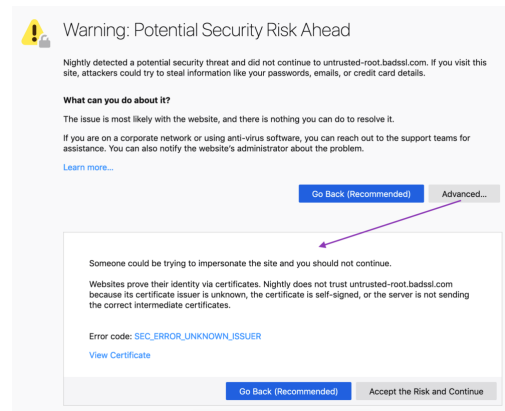 Warning: Potential Security Risk Ahead
Nightly detected a potential security threat and did not continue to untrusted-root.badssl.com. If you visit this
site, attackers could try to steal information like your passwords, emails, or credit card details.
What can you do about it?
The issue is most likely with the website, and there is nothing you can do to resolve it.
If you are on a corporate network or using anti-virus software, you can reach out to the support teams for
assistance. You can also notify the website's administrator about the problem.
Learn more...
Go Back (Recommended) Advanced...
Someone could be trying to impersonate the site and you should not continue.
Websites prove their identity via certificates. Nightly does not trust untrusted-root.badssl.com
because its certificate issuer is unknown, the certificate is self-signed, or the server is not sending
the correct intermediate certificates.
Error code: SEC_ERROR_UNKNOWN_ISSUER
View Certificate
Go Back (Recommended) Accept the Risk and Continue